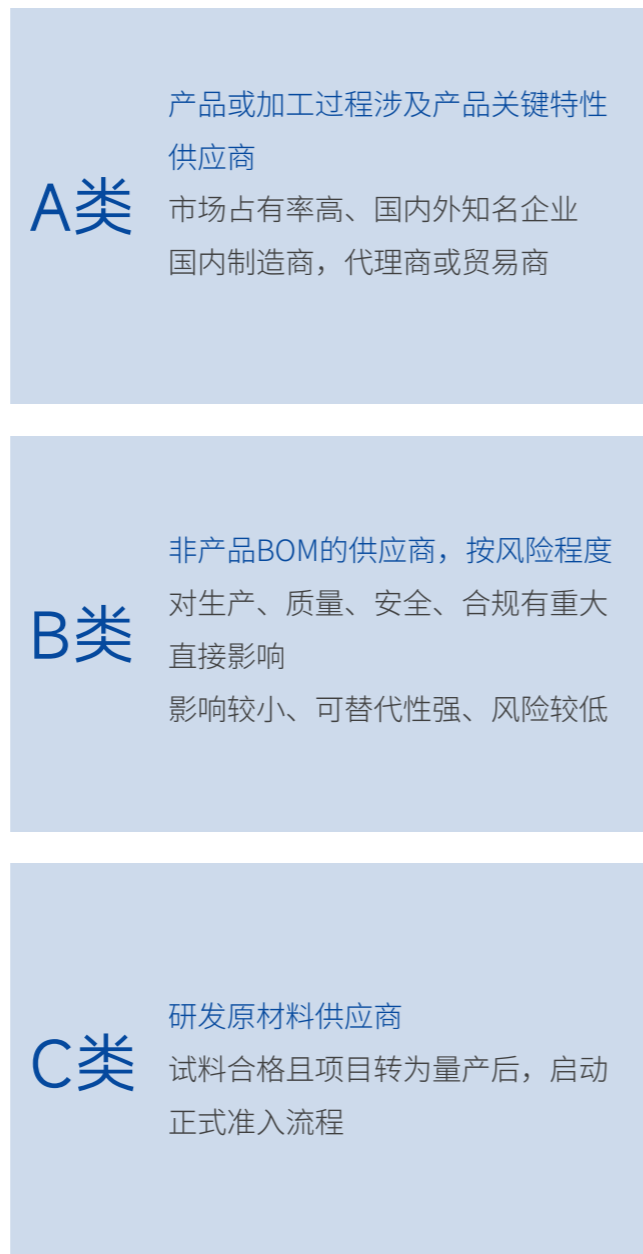 A类
产品或加工过程涉及产品关键特性
供应商
市场占有率高、国内外知名企业
国内制造商，代理商或贸易商
B类
非产品BOM的供应商，按风险程度
对生产、质量、安全、合规有重大
直接影响
影响较小、可替代性强、风险较低
C类
研发原材料供应商
试料合格且项目转为量产后，启动
正式准入流程